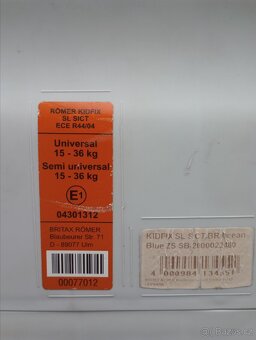 RÖMER KIDFIX
SL SICT
ECE R44/04
Universal
15 - 36 kg
Semi universal
15 - 36 kg
E1
04301312
BRITAX RÖMER
Blaubeurer Str. 71
D - 89077 Ulm
00077012
KIDFIX SL SICT,BR,Ocean
Blue ZS SB 2000022480
4 000984 134551